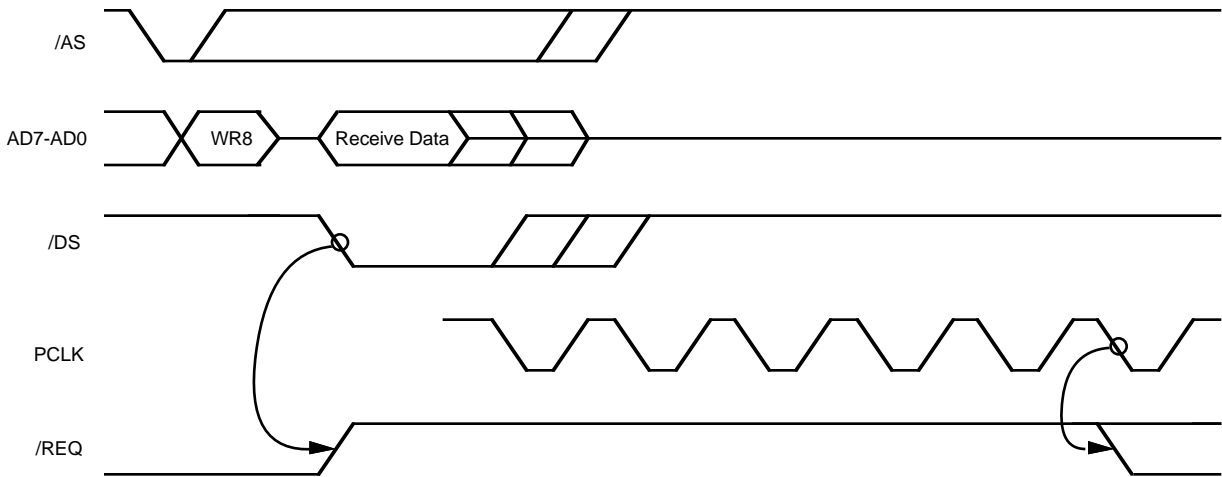 /AS
AD7-AD0 WR8 Receive Data
/DS
PCLK
/REQ